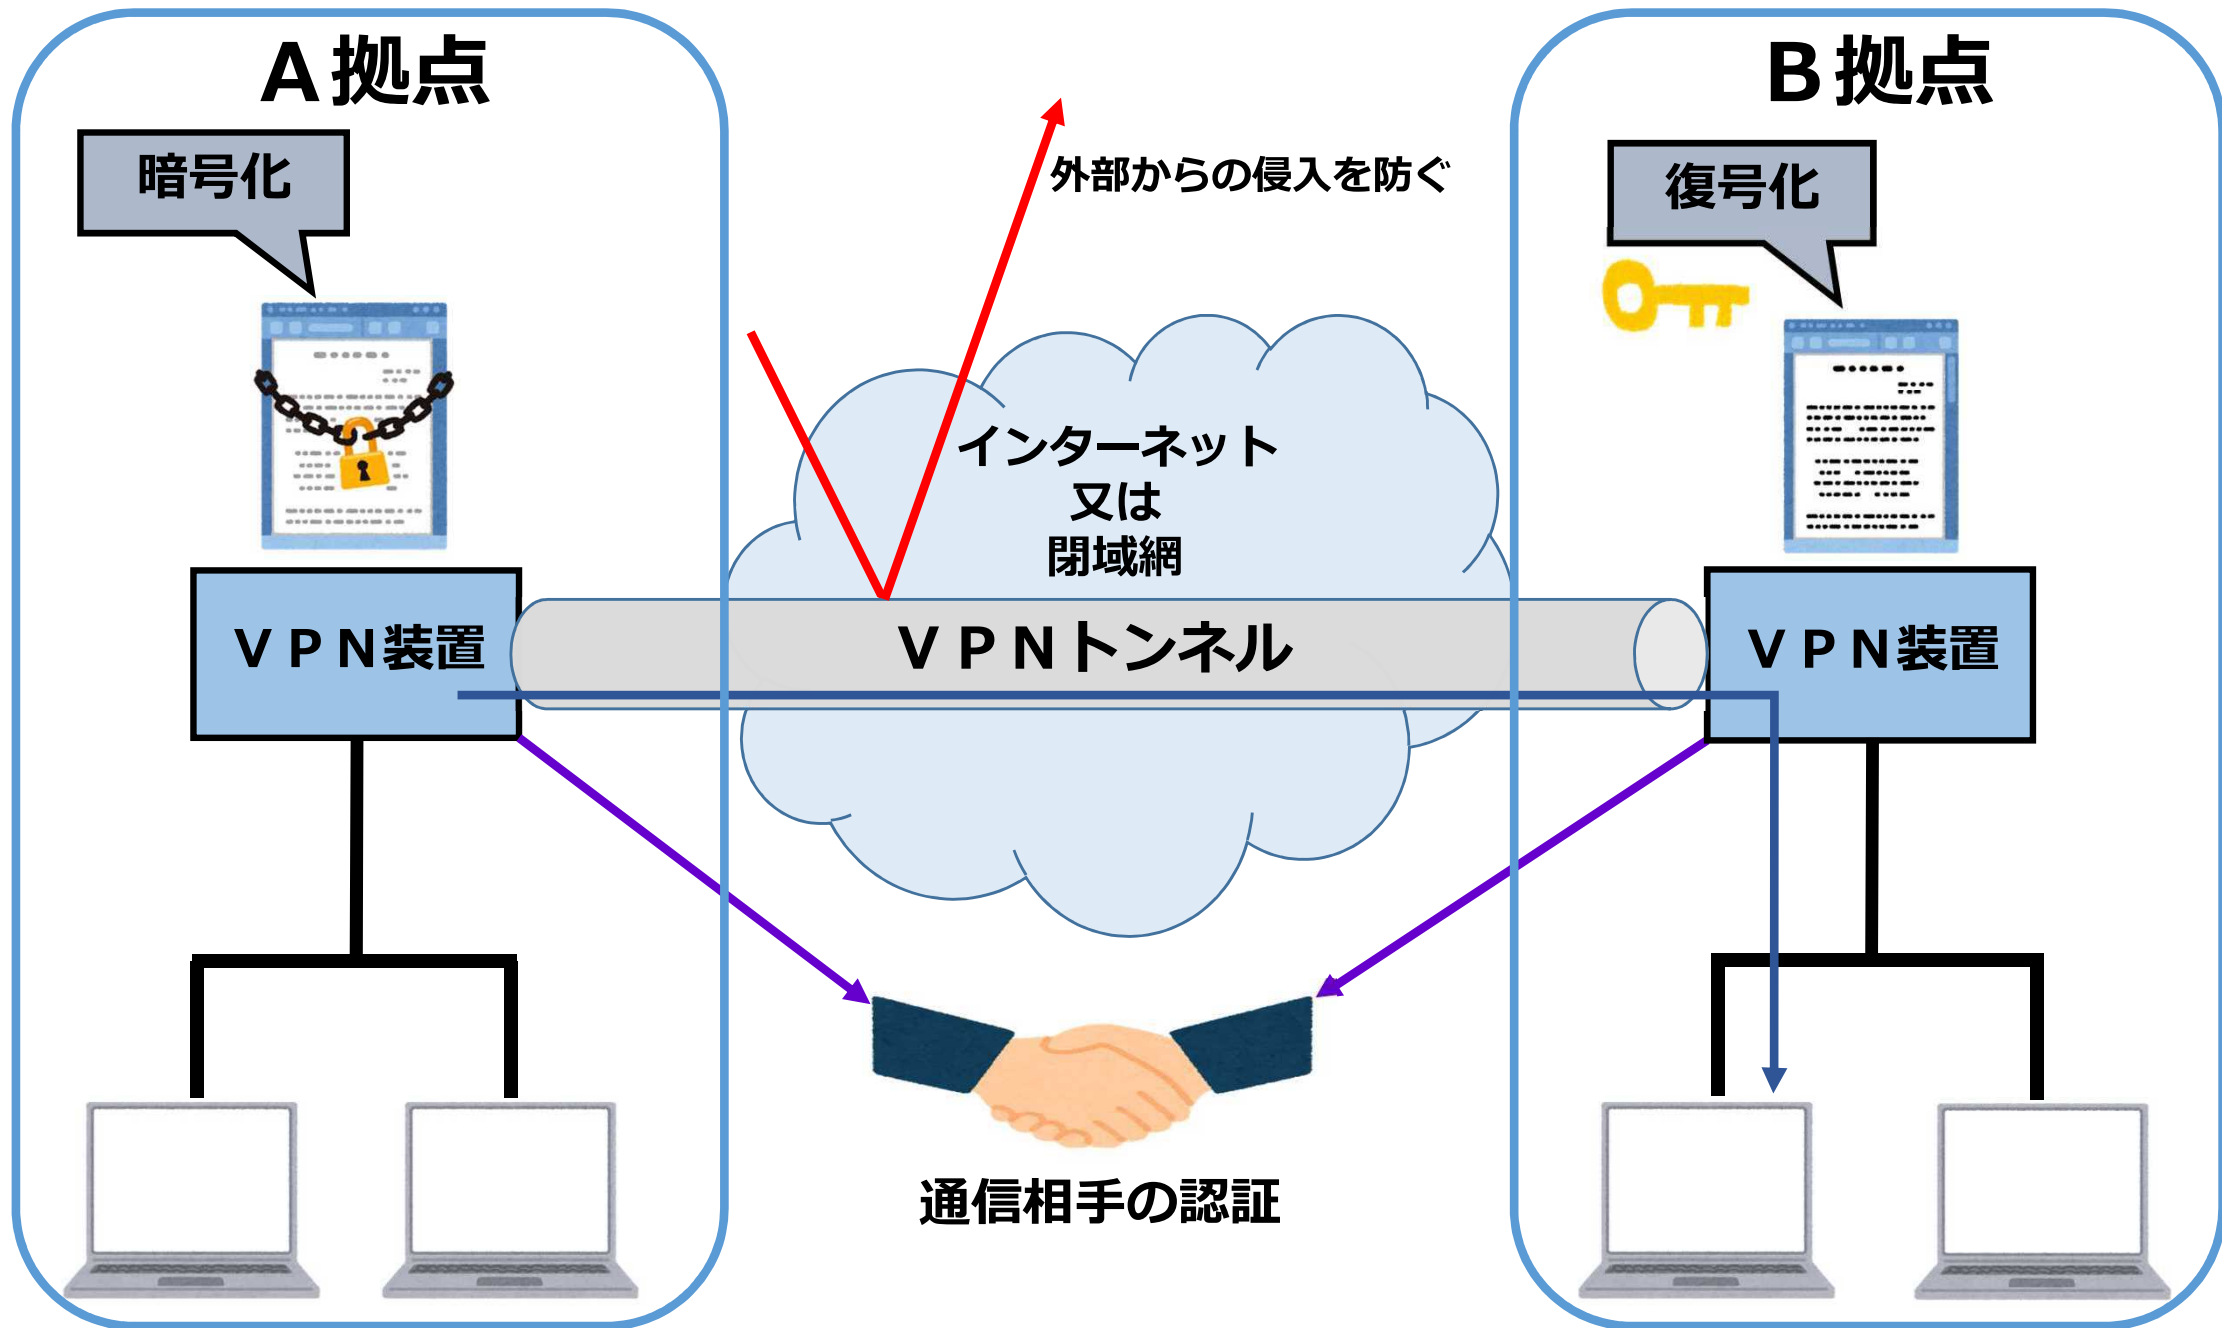 A拠点
B拠点
暗号化
外部からの侵入を防ぐ
復号化
インターネット
又は
閉域網
VPN装置
VPNトンネル
VPN装置
通信相手の認証